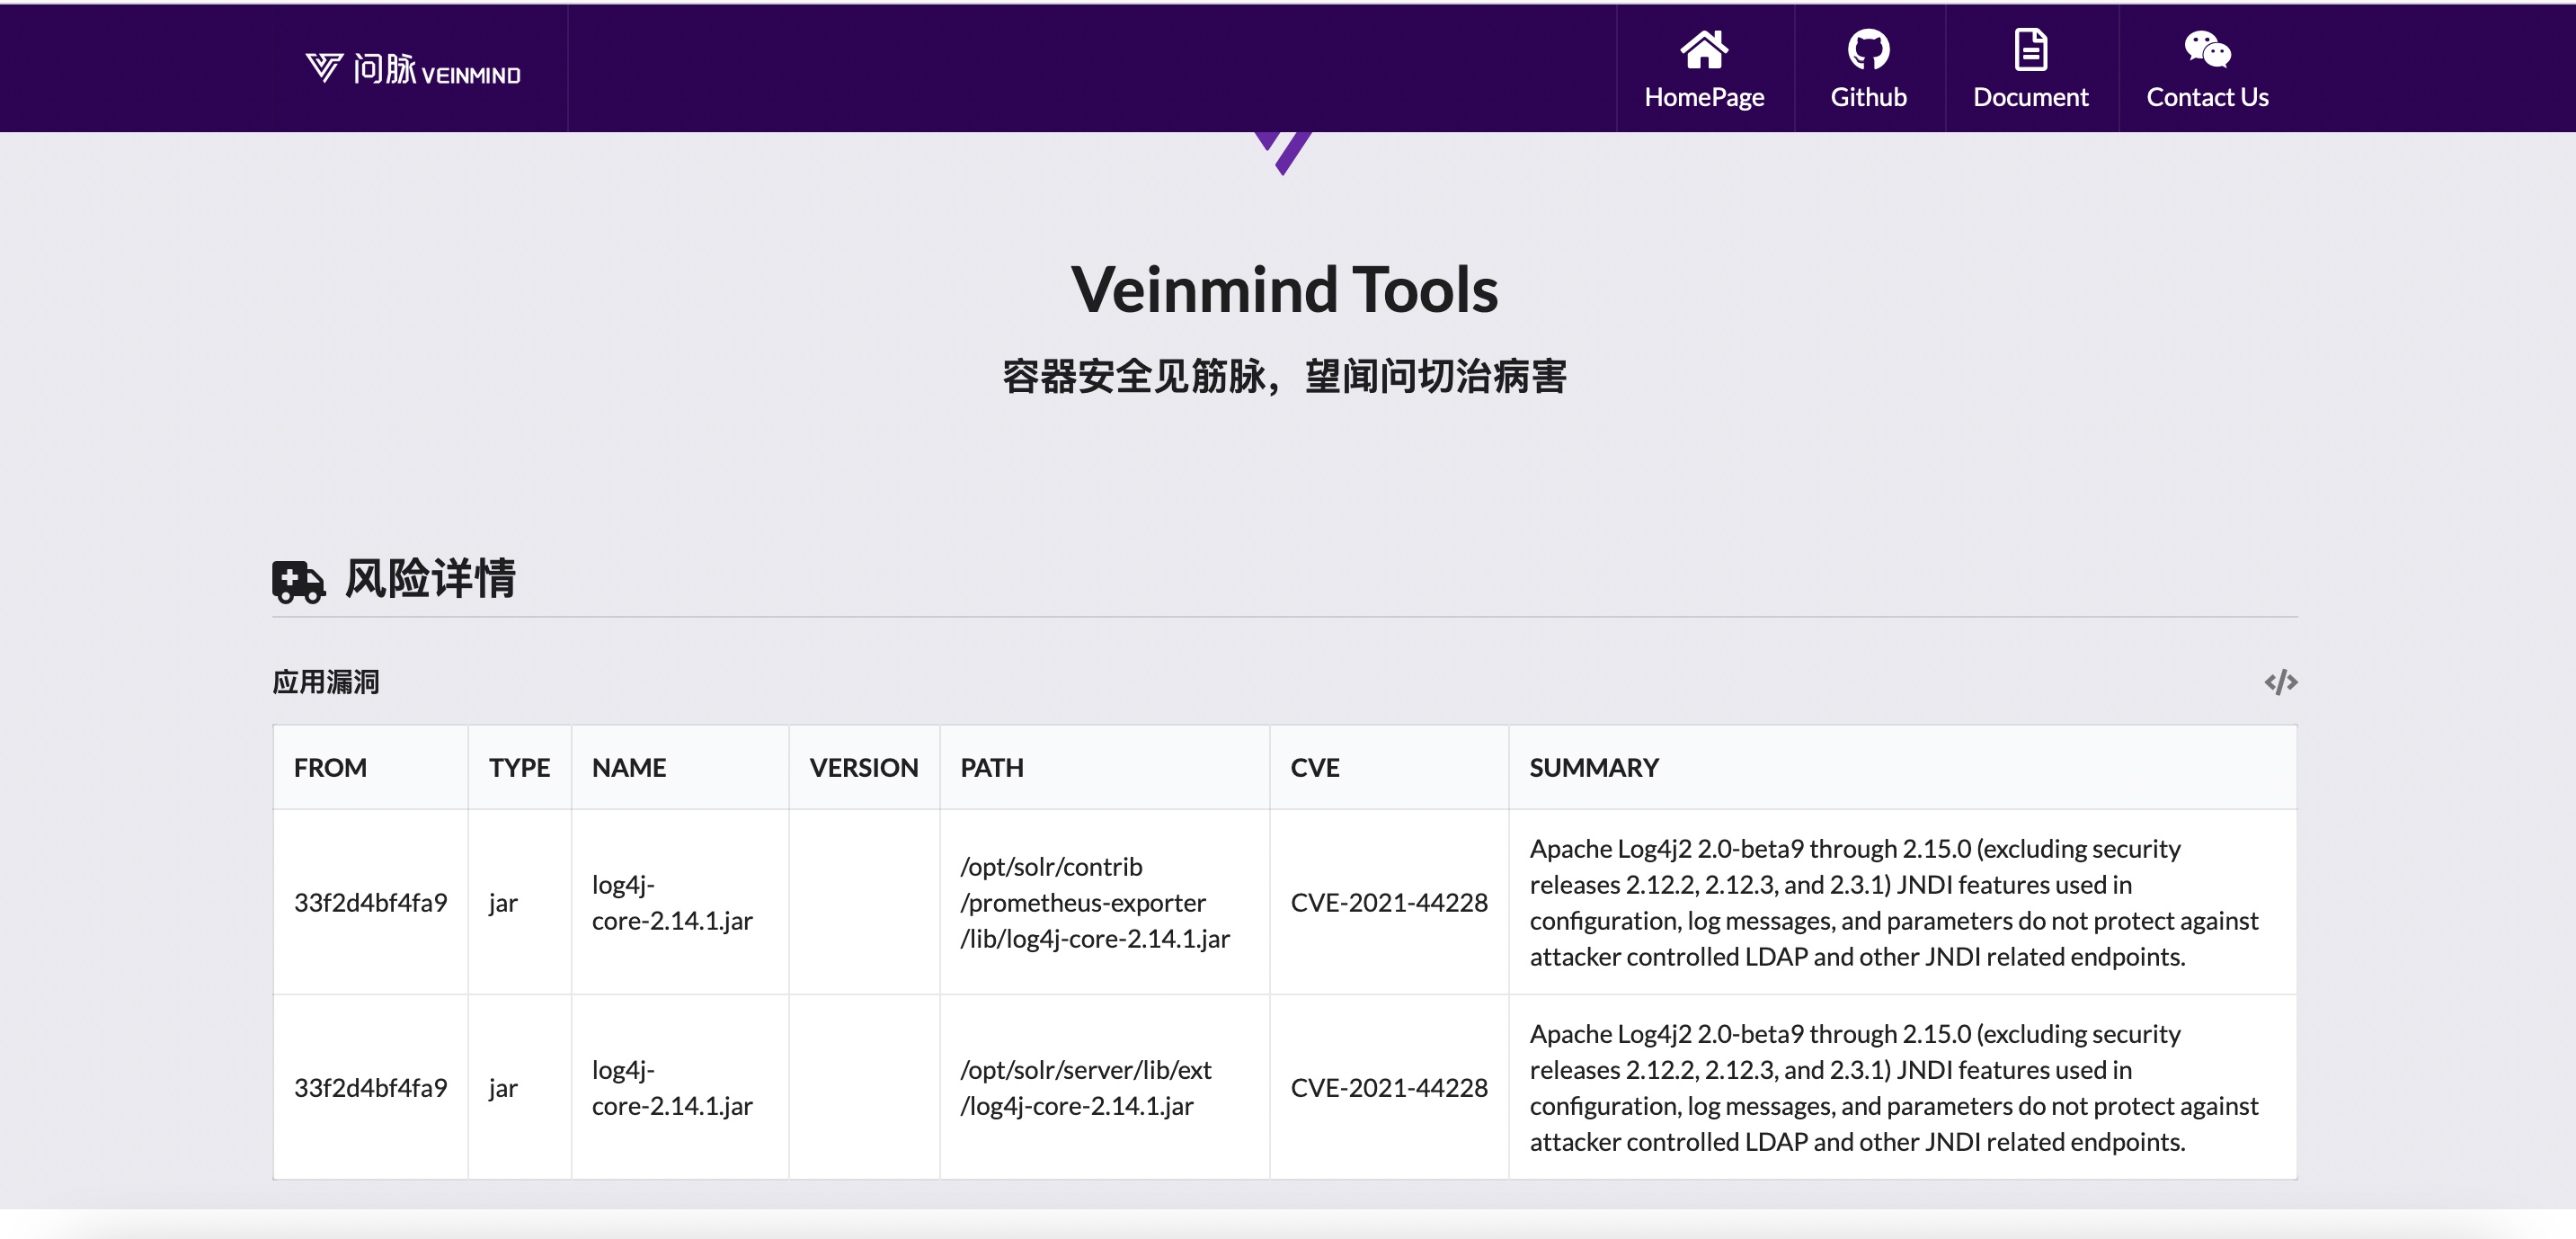 问脉 VEINMIND
HomePage
Github
Document
Contact Us
Veinmind Tools
容器安全见筋脉，望闻问切治病害
风险详情
应用漏洞
</>
FROM TYPE NAME VERSION PATH CVE SUMMARY
33f2d4bf4fa9
jar
log4j-
core-2.14.1.jar
/opt/solr/contrib
/prometheus-exporter
/lib/log4j-core-2.14.1.jar
CVE-2021-44228
Apache Log4j2 2.0-beta9 through 2.15.0 (excluding security
releases 2.12.2, 2.12.3, and 2.3.1) JNDI features used in
configuration, log messages, and parameters do not protect against
attacker controlled LDAP and other JNDI related endpoints.
33f2d4bf4fa9
jar
log4j-
core-2.14.1.jar
/opt/solr/server/lib/ext
/log4j-core-2.14.1.jar
CVE-2021-44228
Apache Log4j2 2.0-beta9 through 2.15.0 (excluding security
releases 2.12.2, 2.12.3, and 2.3.1) JNDI features used in
configuration, log messages, and parameters do not protect against
attacker controlled LDAP and other JNDI related endpoints.